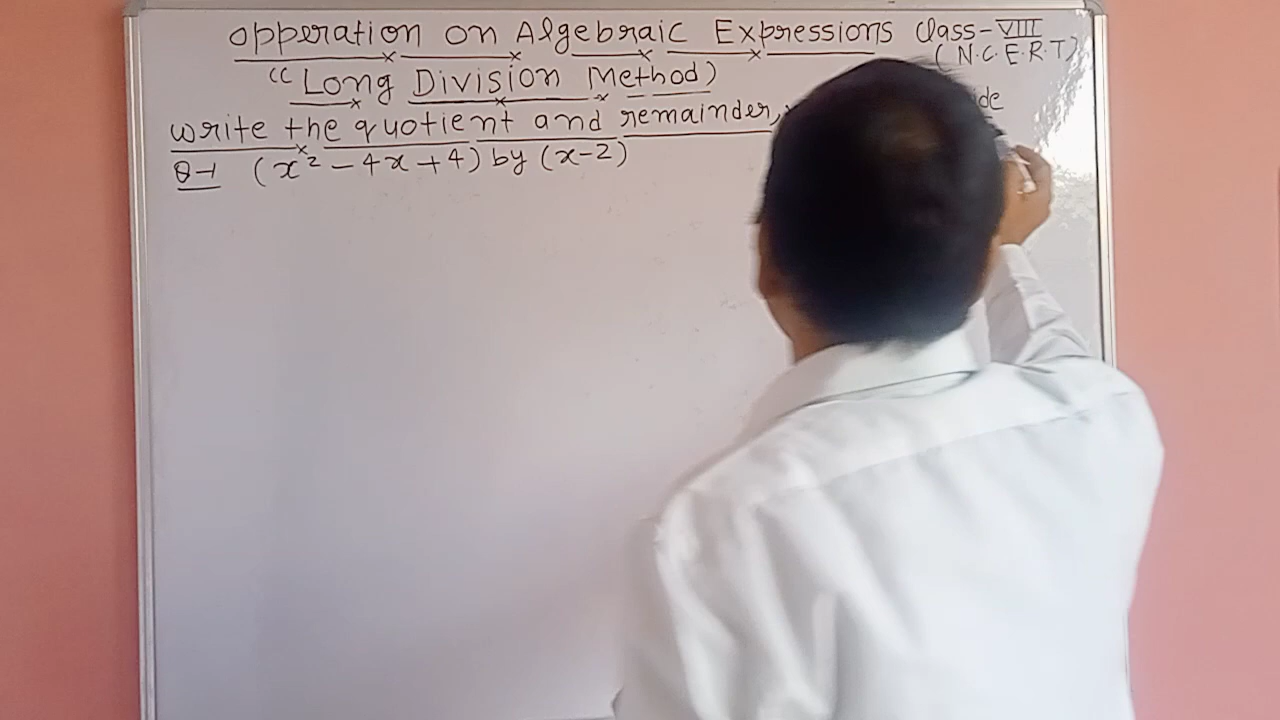 Opperation on Algebraic Expressions Class-VIII
(N.C.E.R.T)
(Long Division Method)
write the quotient and remainder,
Q-1 (x² - 4x + 4) by (x-2)